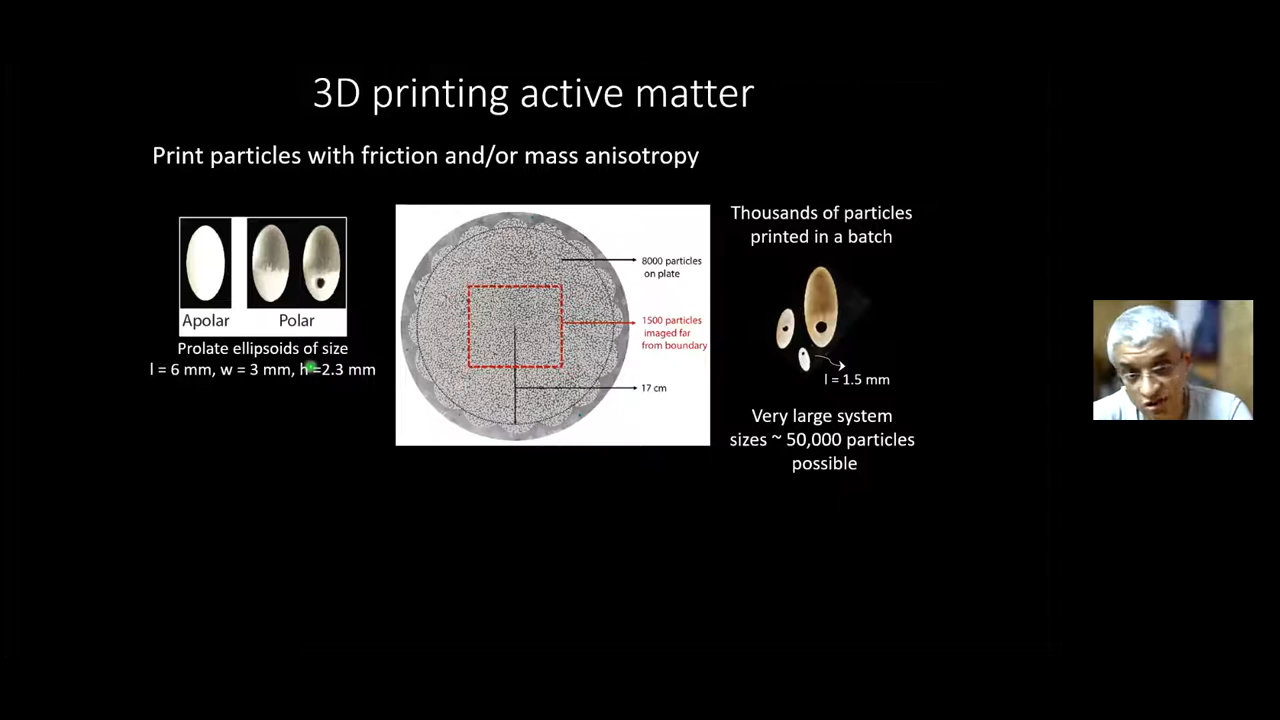 3D printing active matter
Print particles with friction and/or mass anisotropy
Apolar
Polar
Prolate ellipsoids of size
l = 6 mm, w = 3 mm, h =2.3 mm
8000 particles
on plate
1500 particles
imaged far
from boundary
17 cm
Thousands of particles
printed in a batch
l = 1.5 mm
Very large system
sizes ~ 50,000 particles
possible